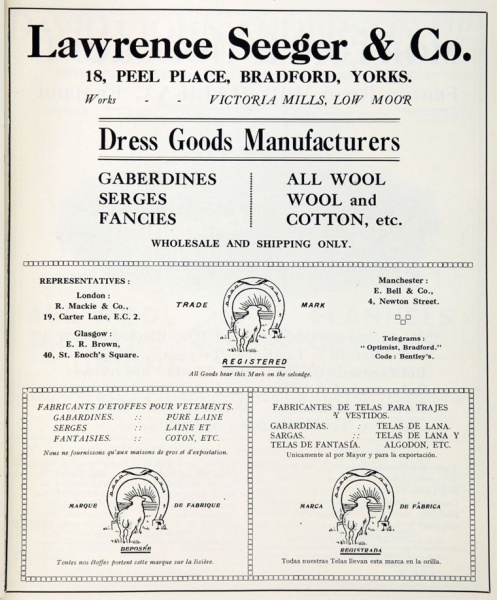 Lawrence Seeger & Co.
18, PEEL PLACE, BRADFORD, YORKS.
Works - - VICTORIA MILLS, LOW MOOR
Dress Goods Manufacturers
GABERDINES
SERGES
FANCIES
ALL WOOL
WOOL and
COTTON, etc.
WHOLESALE AND SHIPPING ONLY.
REPRESENTATIVES :
London :
R. Mackie & Co.,
19, Carter Lane, E.C. 2.
Glasgow :
E. R. Brown,
40, St. Enoch's Square.
TRADE MARK
REGISTERED
All Goods bear this Mark on the selvedge.
Manchester :
E. Bell & Co.,
4, Newton Street.
Telegrams :
"Optimist, Bradford."
Code : Bentley's.
FABRICANTS D'ETOFFES POUR VETEMENTS.
GABARDINES. :: PURE LAINE
SERGES :: LAINE ET
FANTAISIES. :: COTON, ETC.
Nous ne fournissons qu'aux maisons de gros et d'exportation.
MARQUE DE FABRIQUE
DEPOSÉE
Toutes nos étoffes portent cette marque sur la lisière.
FABRICANTES DE TELAS PARA TRAJES
Y VESTIDOS.
GABARDINAS. : TELAS DE LANA.
SARGAS. :: TELAS DE LANA Y
TELAS DE FANTASÍA. ALGODON, ETC.
Unicamente al por Mayor y para la exportación.
MARCA DE FÁBRICA
REGISTRADA
Todas nuestras Telas llevan esta marca en la orilla.